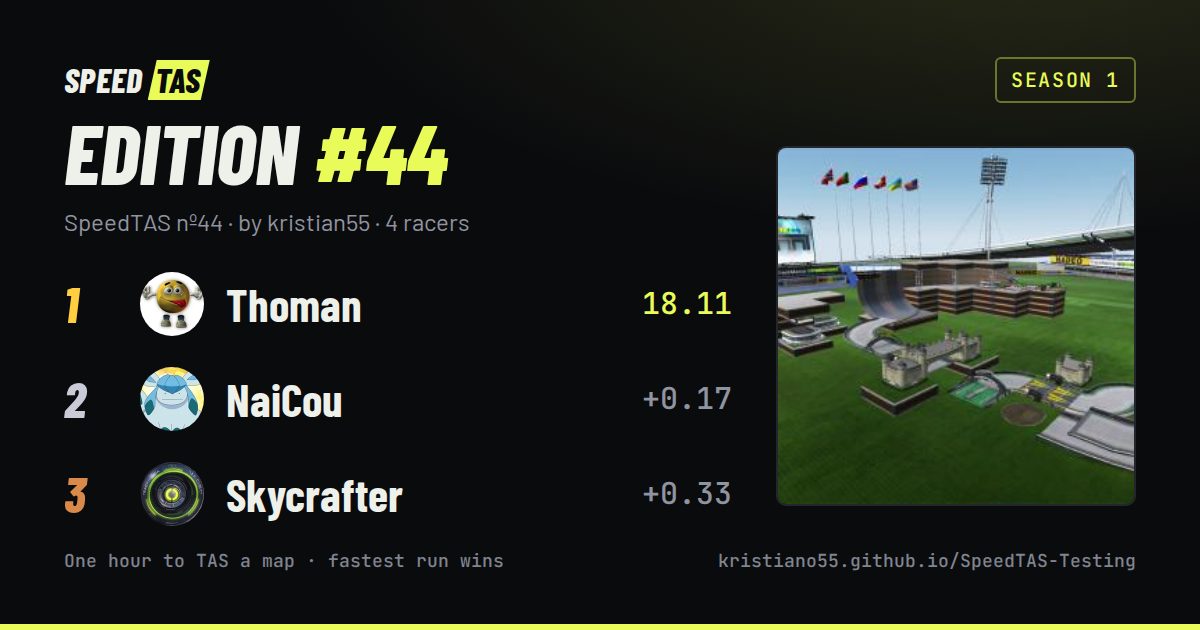 SPEED TAS
SEASON 1
EDITION #44
SpeedTAS nº44 · by kristian55 · 4 racers
1 Thoman 18.11
2 NaiCou +0.17
3 Skycrafter +0.33
One hour to TAS a map · fastest run wins
kristiano55.github.io/SpeedTAS-Testing